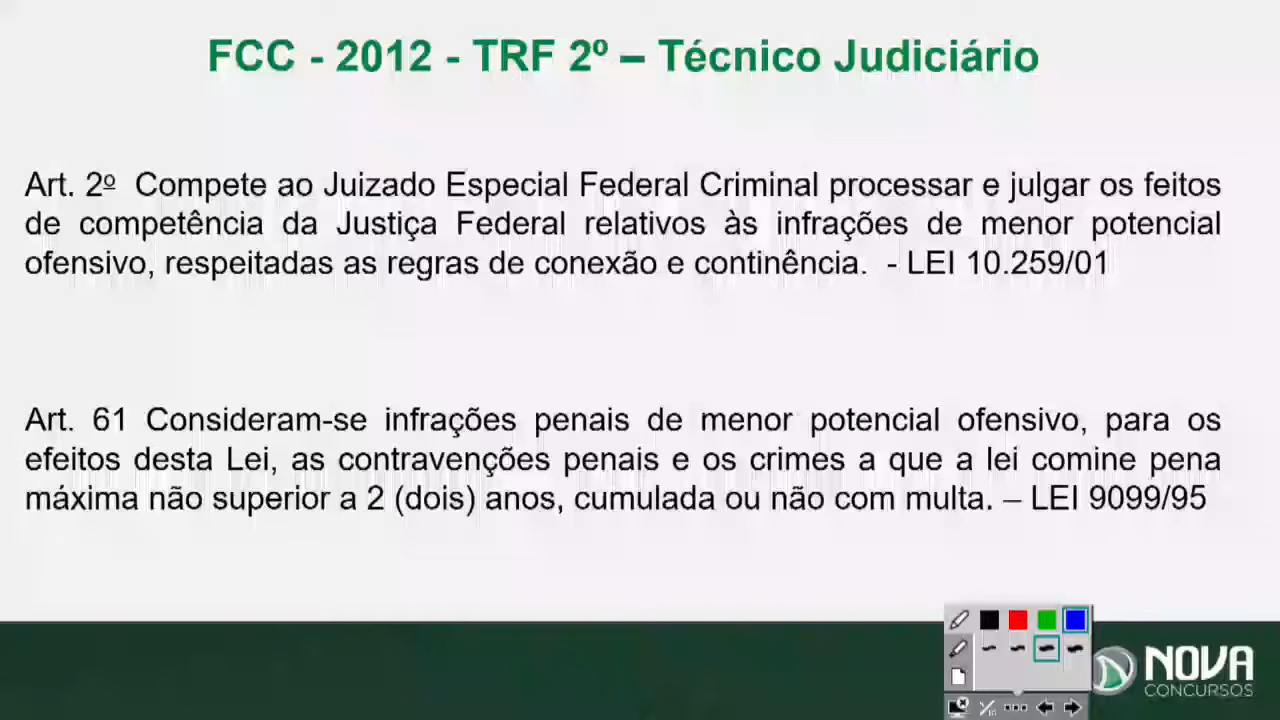 FCC - 2012 - TRF 2º – Técnico Judiciário
Art. 2º Compete ao Juizado Especial Federal Criminal processar e julgar os feitos
de competência da Justiça Federal relativos às infrações de menor potencial
ofensivo, respeitadas as regras de conexão e continência. - LEI 10.259/01
Art. 61 Consideram-se infrações penais de menor potencial ofensivo, para os
efeitos desta Lei, as contravenções penais e os crimes a que a lei comine pena
máxima não superior a 2 (dois) anos, cumulada ou não com multa. – LEI 9099/95
NOVA
CONCURSOS